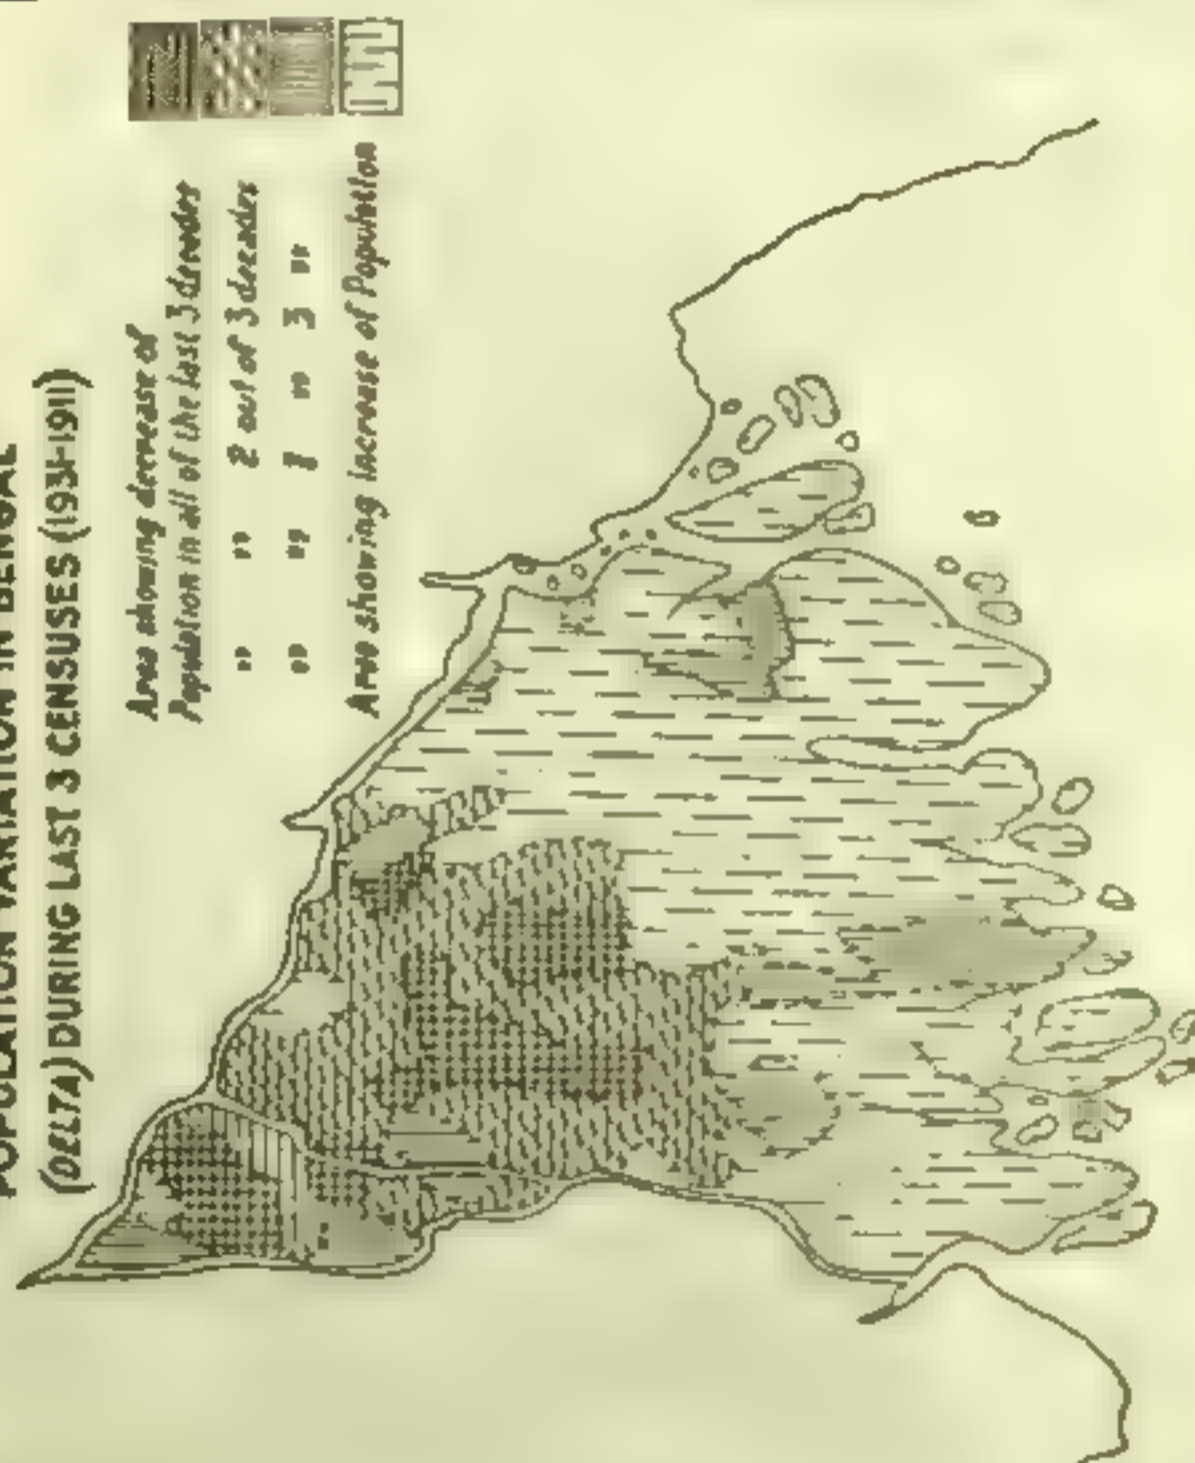 POPULATION VARIATION IN BENGAL
(DELTA) DURING LAST 3 CENSUSES (1931-1911)
Area showing decrease of
Population in all of the last 3 decades
" " 2 out of 3 decades
" " 1 " 3 "
Area showing increase of Population